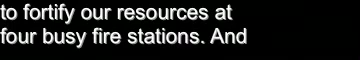 to fortify our resources at
four busy fire stations. And